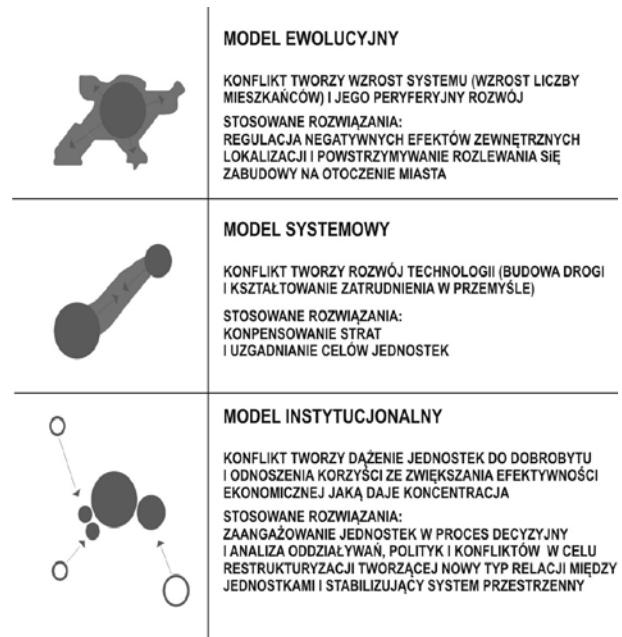 MODEL EWOLUCYJNY
KONFLIKT TWORZY WZROST SYSTEMU (WZROST LICZBY
MIESZKAŃCÓW) I JEGO PERYFERYJNY ROZWÓJ
STOSOWANE ROZWIĄZANIA:
REGULACJA NEGATYWNYCH EFEKTÓW ZEWNĘTRZNYCH
LOKALIZACJI I POWSTRZYMYWANIE ROZLEWANIA SiĘ
ZABUDOWY NA OTOCZENIE MIASTA
MODEL SYSTEMOWY
KONFLIKT TWORZY ROZWÓJ TECHNOLOGII (BUDOWA DROGI
I KSZTAŁTOWANIE ZATRUDNIENIA W PRZEMYŚLE)
STOSOWANE ROZWIĄZANIA:
KONPENSOWANIE STRAT
I UZGADNIANIE CELÓW JEDNOSTEK
MODEL INSTYTUCJONALNY
KONFLIKT TWORZY DĄŻENIE JEDNOSTEK DO DOBROBYTU
I ODNOSZENIA KORZYŚCI ZE ZWIĘKSZANIA EFEKTYWNOŚCI
EKONOMICZNEJ JAKĄ DAJE KONCENTRACJA
STOSOWANE ROZWIĄZANIA:
ZAANGAŻOWANIE JEDNOSTEK W PROCES DECYZYJNY
I ANALIZA ODDZIAŁYWAŃ, POLITYK I KONFLIKTÓW W CELU
RESTRUKTURYZACJI TWORZĄCEJ NOWY TYP RELACJI MIĘDZY
JEDNOSTKAMI I STABILIZUJĄCY SYSTEM PRZESTRZENNY